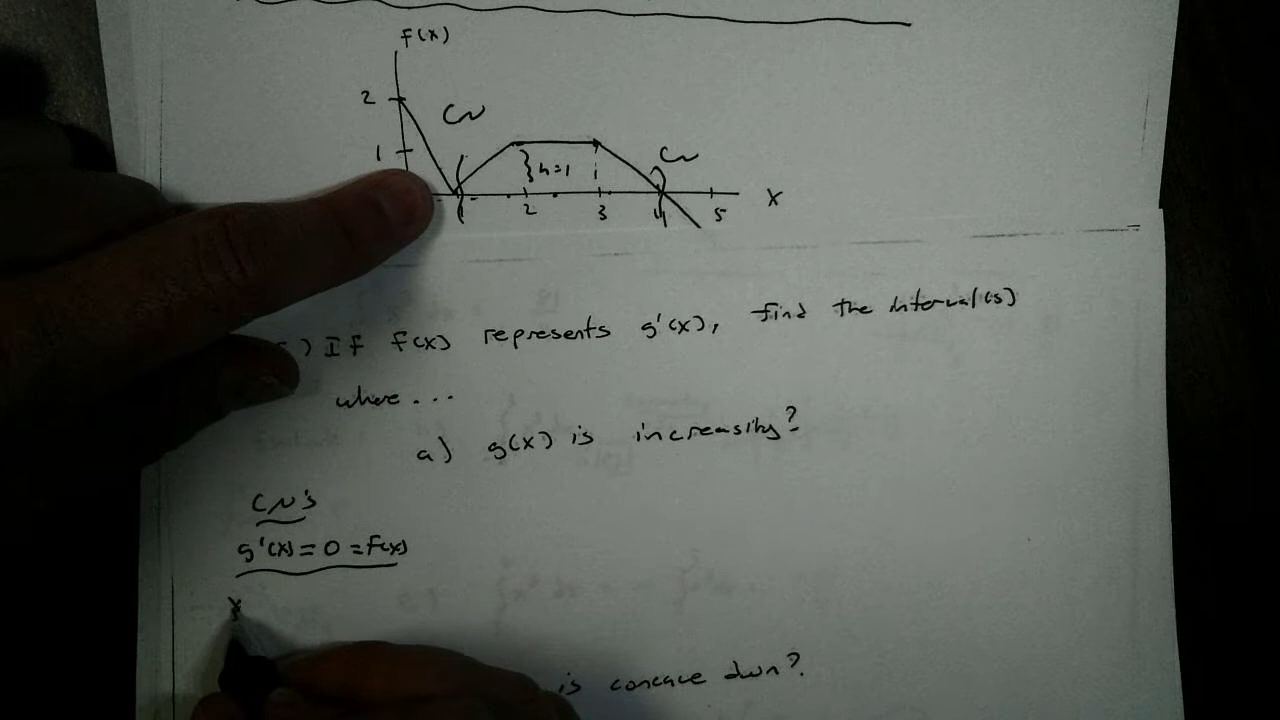 f(x)
2
CN
1
} h=1
CN
2
3
4
5
x
) If f(x) represents g'(x), find the interval(s)
where ...
a) g(x) is increasing?
CN's
g'(x) = 0 = f(x)
x
is concave down?